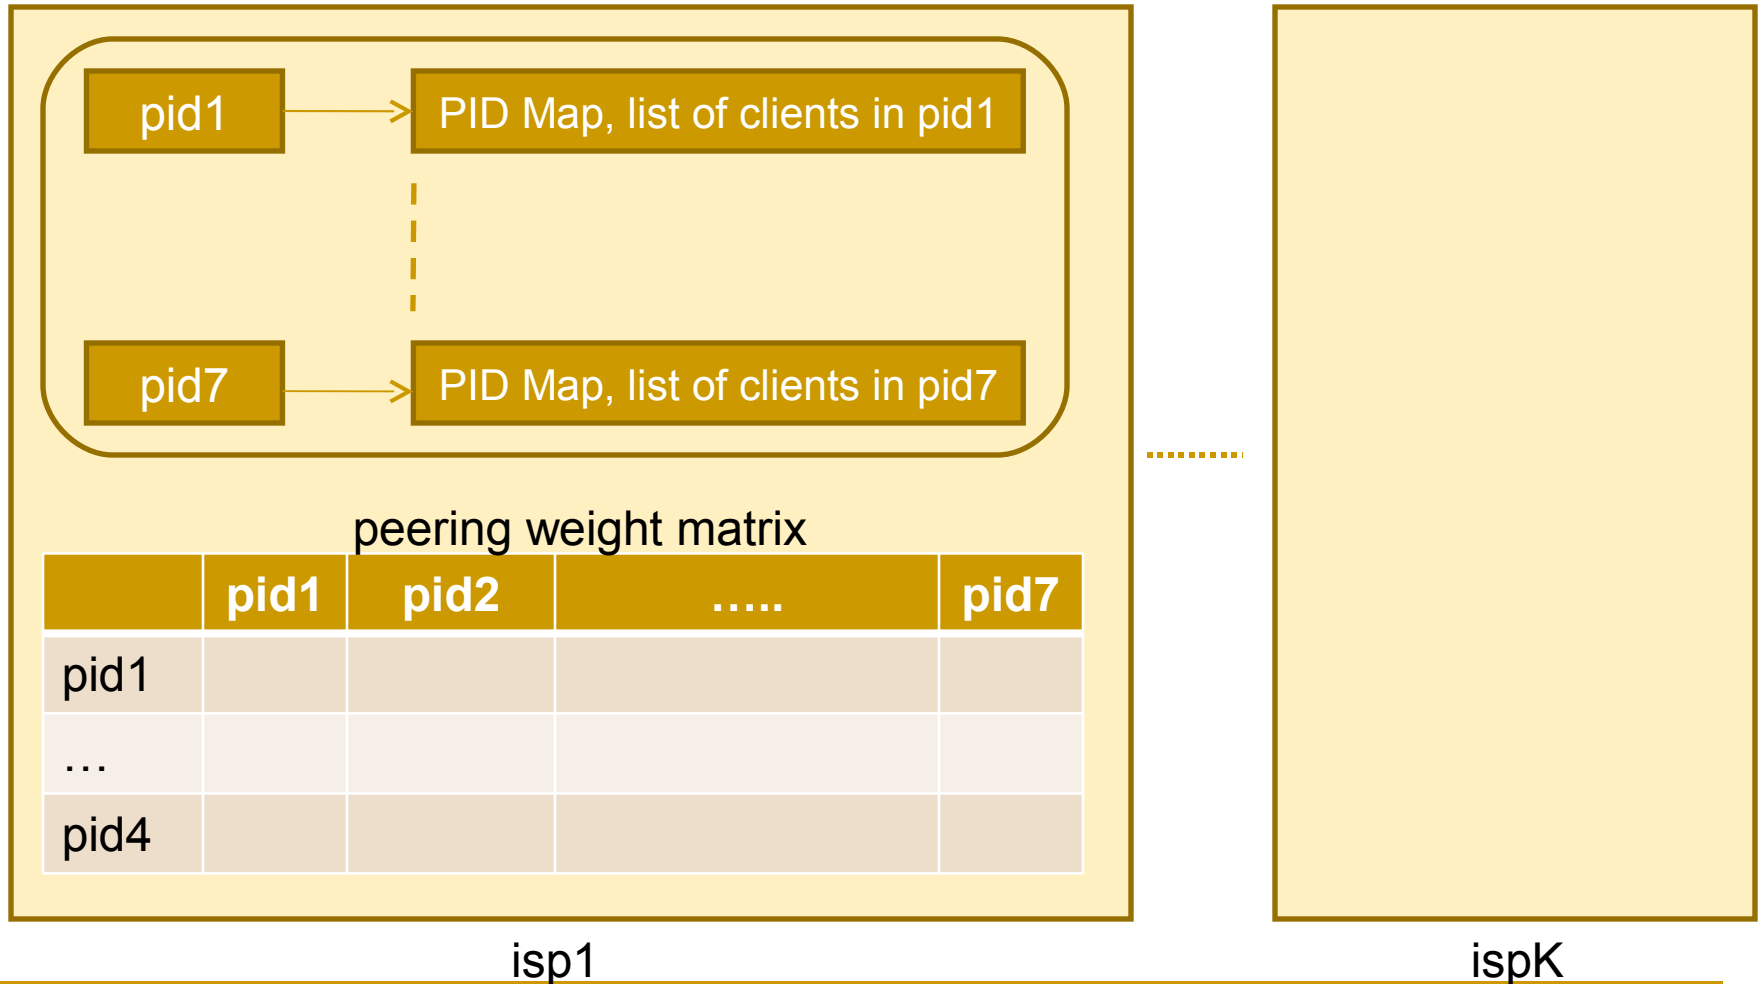 pid1
PID Map, list of clients in pid1
pid7
PID Map, list of clients in pid7
peering weight matrix
pid1 pid2 ..... pid7
pid1
...
pid4
isp1
ispK